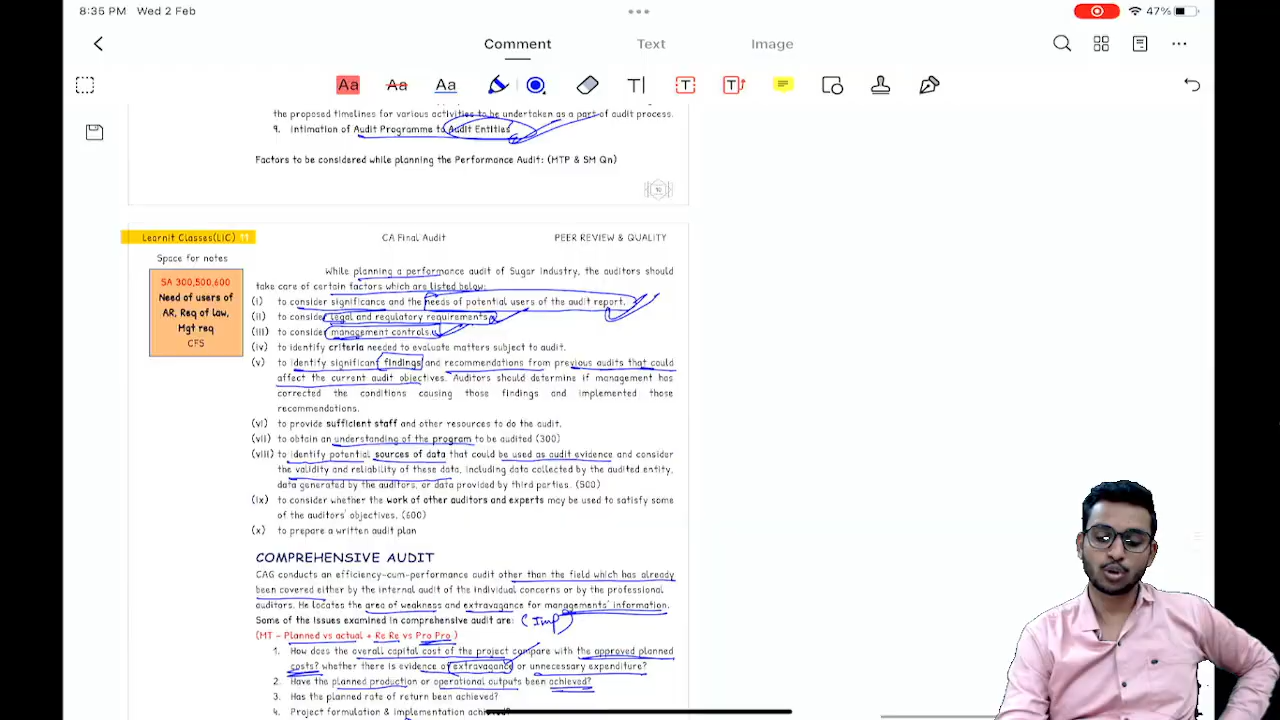 8:35 PM Wed 2 Feb
47%
Comment Text Image
Aa Aa Aa T T T
the proposed timelines for various activities to be undertaken as a part of audit process.
9. Intimation of Audit Programme to Audit Entities
Factors to be considered while planning the Performance Audit: (MTP & SM Qn)
10
Learnit Classes(LIC) 11 CA Final Audit PEER REVIEW & QUALITY
Space for notes
SA 300,500,600
Need of users of
AR, Req of law,
Mgt req
CFS
While planning a performance audit of Sugar Industry, the auditors should
take care of certain factors which are listed below:
(i) to consider significance and the needs of potential users of the audit report.
(ii) to consider legal and regulatory requirements
(iii) to consider management controls.
(iv) to identify criteria needed to evaluate matters subject to audit.
(v) to identify significant findings and recommendations from previous audits that could
affect the current audit objectives. Auditors should determine if management has
corrected the conditions causing those findings and implemented those
recommendations.
(vi) to provide sufficient staff and other resources to do the audit.
(vii) to obtain an understanding of the program to be audited (300)
(viii) to identify potential sources of data that could be used as audit evidence and consider
the validity and reliability of these data, including data collected by the audited entity,
data generated by the auditors, or data provided by third parties. (500)
(ix) to consider whether the work of other auditors and experts may be used to satisfy some
of the auditors' objectives. (600)
(x) to prepare a written audit plan
COMPREHENSIVE AUDIT
CAG conducts an efficiency-cum-performance audit other than the field which has already
been covered either by the internal audit of the individual concerns or by the professional
auditors. He locates the area of weakness and extravagance for managements' information.
Some of the issues examined in comprehensive audit are: (Imp)
(MT - Planned vs actual + Re Re vs Pro Pro )
1. How does the overall capital cost of the project compare with the approved planned
costs? whether there is evidence of extravagance or unnecessary expenditure?
2. Have the planned production or operational outputs been achieved?
3. Has the planned rate of return been achieved?
4. Project formulation & implementation achieved?